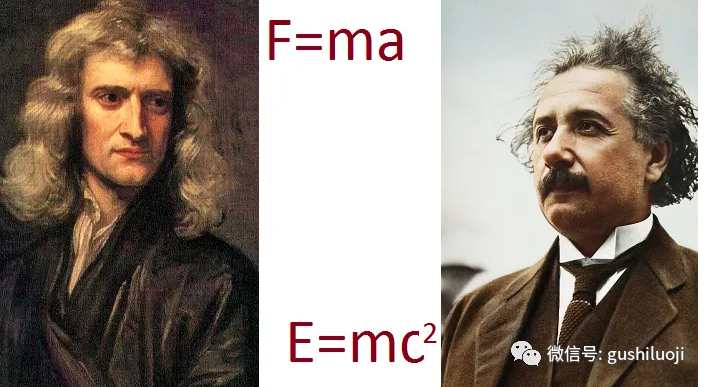 F=ma
E=mc²
微信号: gushiluoji